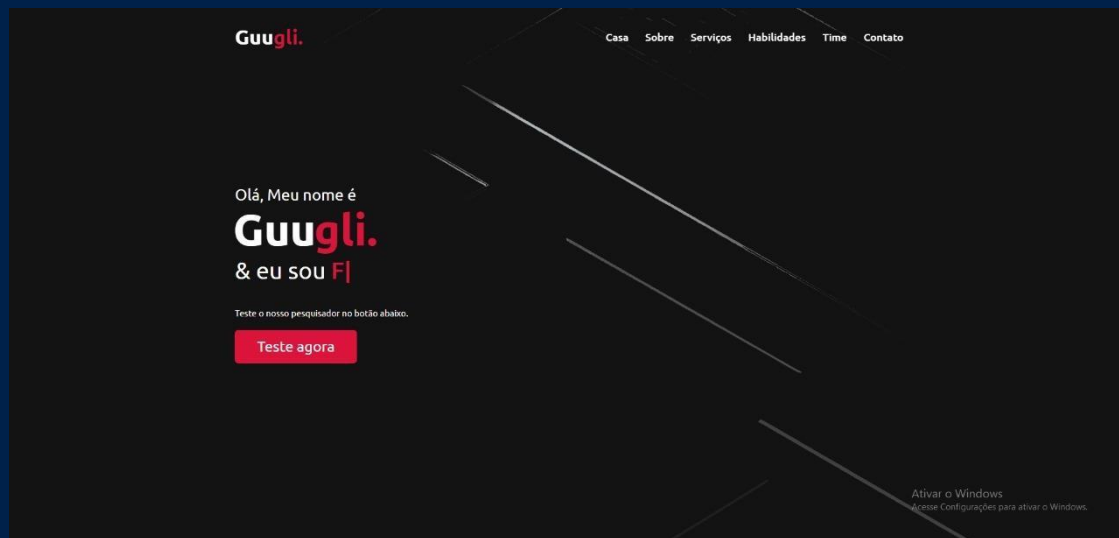 Guugli.
Casa Sobre Serviços Habilidades Time Contato
Olá, Meu nome é
Guugli.
& eu sou F|
Teste o nosso pesquisador no botão abaixo.
Teste agora
Ativar o Windows
Acesse Configurações para ativar o Windows.